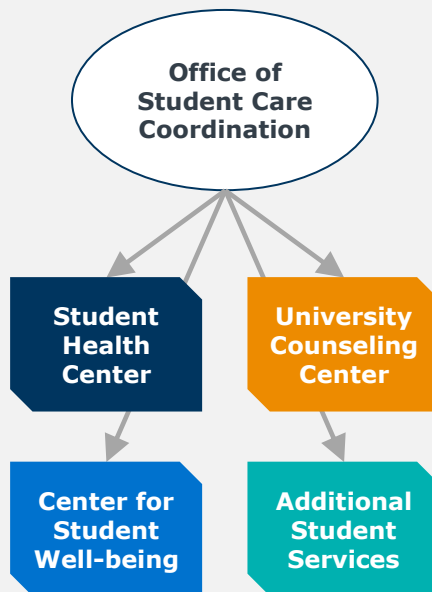 Office of
Student Care
Coordination
Student
Health
Center
University
Counseling
Center
Center for
Student
Well-being
Additional
Student
Services